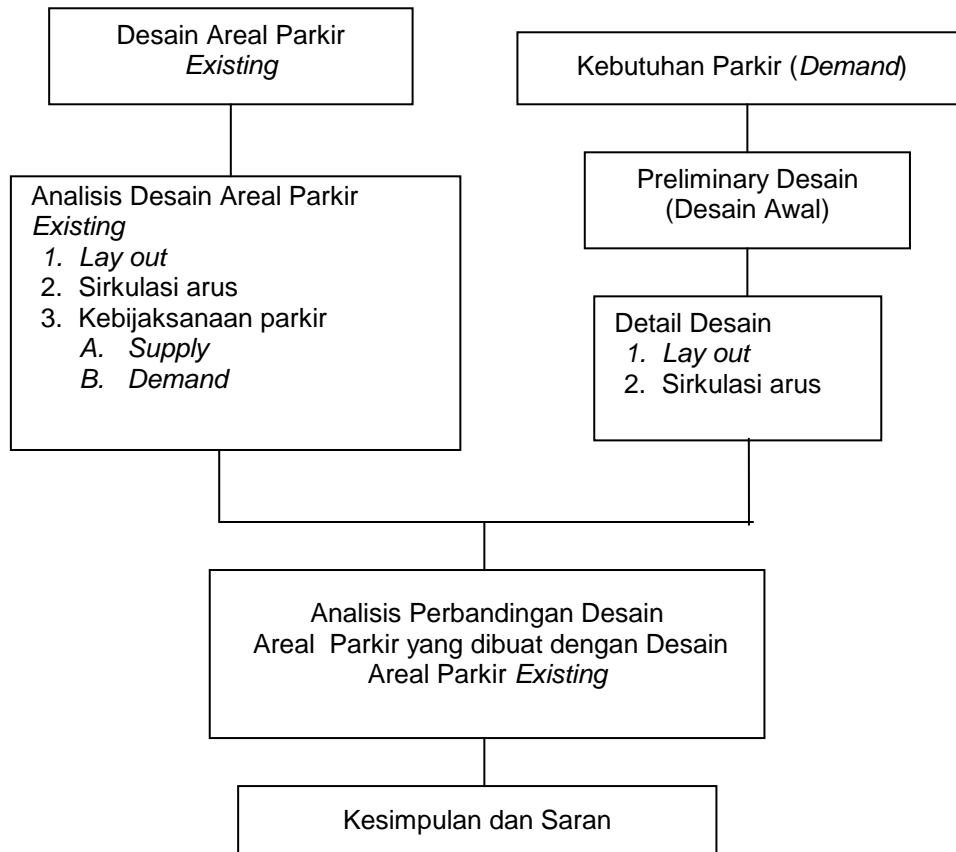 Desain Areal Parkir
Existing
Analisis Desain Areal Parkir
Existing
1. Lay out
2. Sirkulasi arus
3. Kebijaksanaan parkir
A. Supply
B. Demand
Kebutuhan Parkir (Demand)
Preliminary Desain
(Desain Awal)
Detail Desain
1. Lay out
2. Sirkulasi arus
Analisis Perbandingan Desain
Areal Parkir yang dibuat dengan Desain
Areal Parkir Existing
Kesimpulan dan Saran